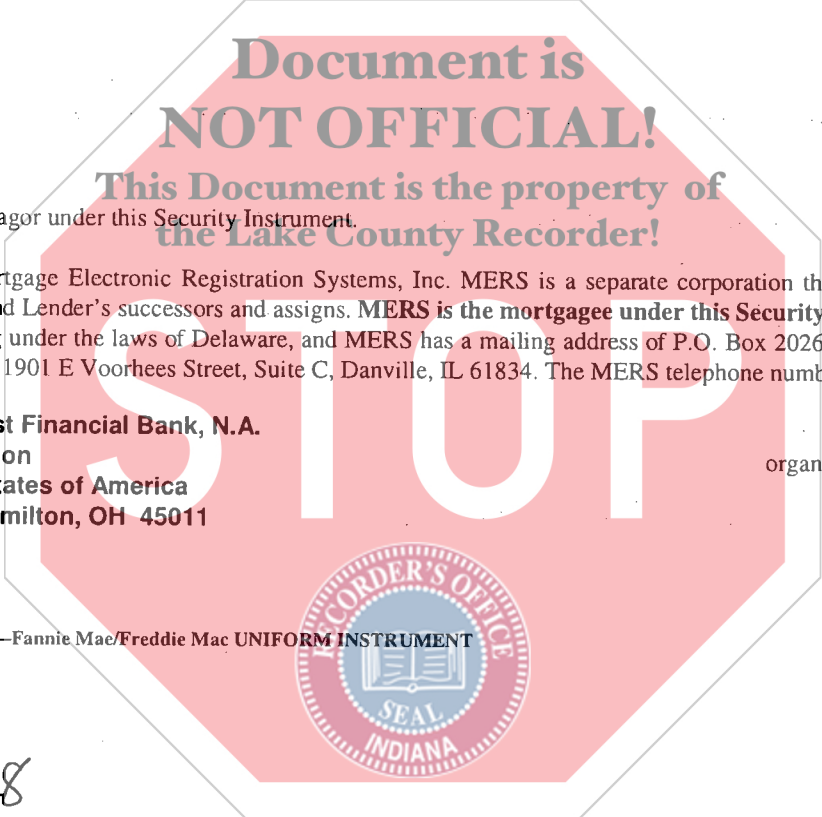 Document is
NOT OFFICIAL!
This Document is the property of
the Lake County Recorder!
agor under this Security Instrument.
rtgage Electronic Registration Systems, Inc. MERS is a separate corporation th
d Lender's successors and assigns. MERS is the mortgagee under this Security
under the laws of Delaware, and MERS has a mailing address of P.O. Box 2026
1901 E Voorhees Street, Suite C, Danville, IL 61834. The MERS telephone numb
STOP
st Financial Bank, N.A.
on
organ
tates of America
milton, OH 45011
—Fannie Mae/Freddie Mac UNIFORM INSTRUMENT
RECORDER'S OFFICE
SEAL
INDIANA
8